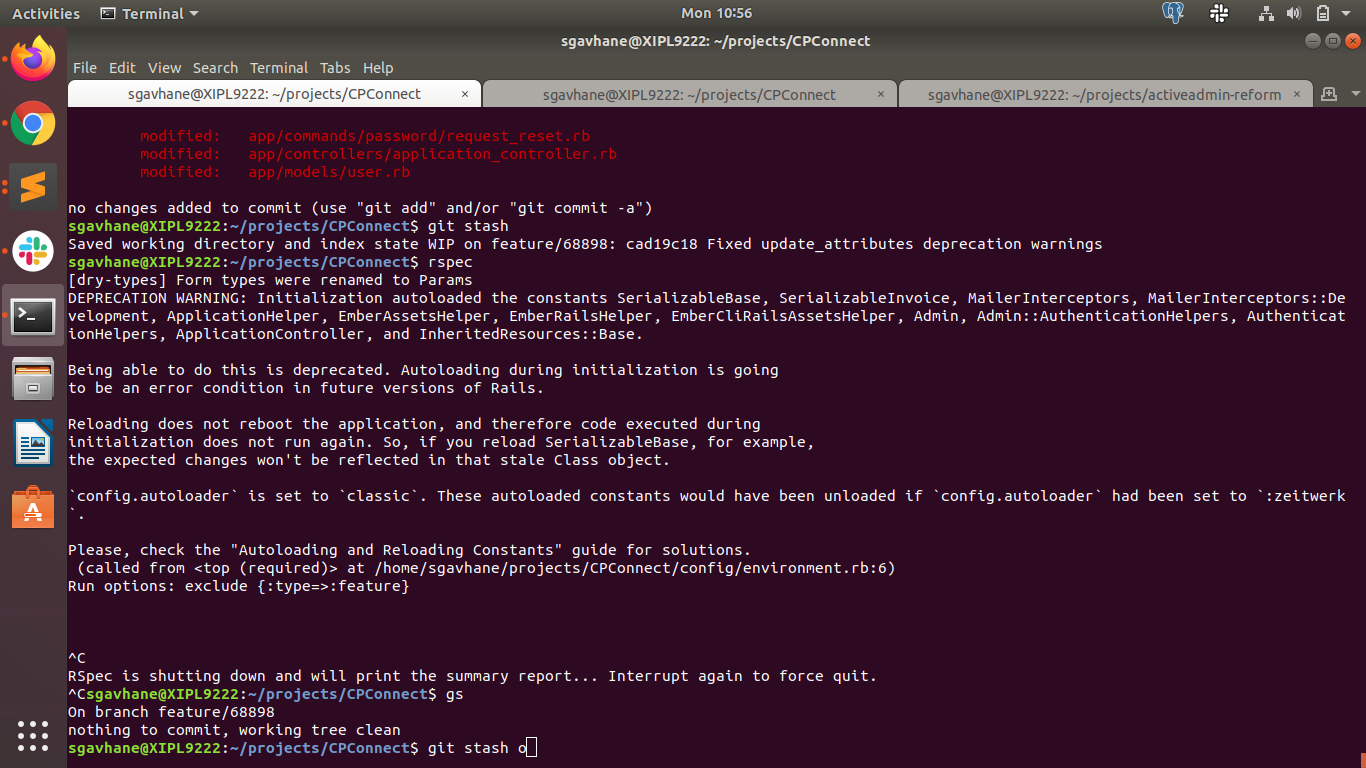 Activities Terminal Mon 10:56
sgavhane@XIPL9222: ~/projects/CPConnect
File Edit View Search Terminal Tabs Help
sgavhane@XIPL9222: ~/projects/CPConnect × sgavhane@XIPL9222: ~/projects/CPConnect × sgavhane@XIPL9222: ~/projects/activeadmin-reform ×
modified: app/commands/password/request_reset.rb
modified: app/controllers/application_controller.rb
modified: app/models/user.rb
no changes added to commit (use "git add" and/or "git commit -a")
sgavhane@XIPL9222:~/projects/CPConnect$ git stash
Saved working directory and index state WIP on feature/68898: cad19c18 Fixed update_attributes deprecation warnings
sgavhane@XIPL9222:~/projects/CPConnect$ rspec
[dry-types] Form types were renamed to Params
DEPRECATION WARNING: Initialization autoloaded the constants SerializableBase, SerializableInvoice, MailerInterceptors, MailerInterceptors::De
velopment, ApplicationHelper, EmberAssetsHelper, EmberRailsHelper, EmberCliRailsAssetsHelper, Admin, Admin::AuthenticationHelpers, Authenticat
ionHelpers, ApplicationController, and InheritedResources::Base.
Being able to do this is deprecated. Autoloading during initialization is going
to be an error condition in future versions of Rails.
Reloading does not reboot the application, and therefore code executed during
initialization does not run again. So, if you reload SerializableBase, for example,
the expected changes won't be reflected in that stale Class object.
`config.autoloader` is set to `classic`. These autoloaded constants would have been unloaded if `config.autoloader` had been set to `:zeitwerk
`.
Please, check the "Autoloading and Reloading Constants" guide for solutions.
(called from <top (required)> at /home/sgavhane/projects/CPConnect/config/environment.rb:6)
Run options: exclude {:type=>:feature}
^C
RSpec is shutting down and will print the summary report... Interrupt again to force quit.
^Csgavhane@XIPL9222:~/projects/CPConnect$ gs
On branch feature/68898
nothing to commit, working tree clean
sgavhane@XIPL9222:~/projects/CPConnect$ git stash o